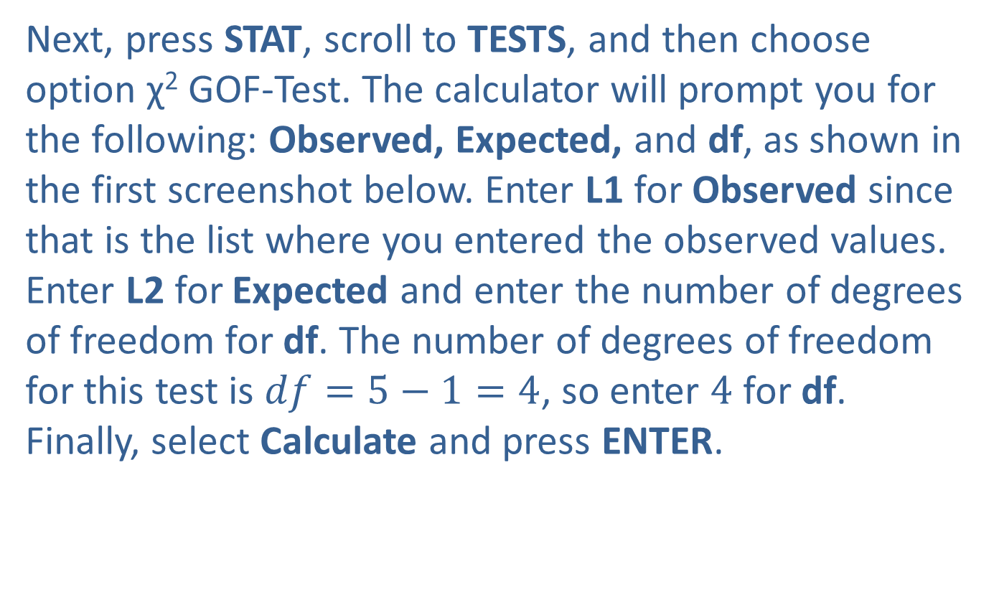 Next, press STAT, scroll to TESTS, and then choose
option χ² GOF-Test. The calculator will prompt you for
the following: Observed, Expected, and df, as shown in
the first screenshot below. Enter L1 for Observed since
that is the list where you entered the observed values.
Enter L2 for Expected and enter the number of degrees
of freedom for df. The number of degrees of freedom
for this test is 𝑑𝑓 = 5 − 1 = 4, so enter 4 for df.
Finally, select Calculate and press ENTER.